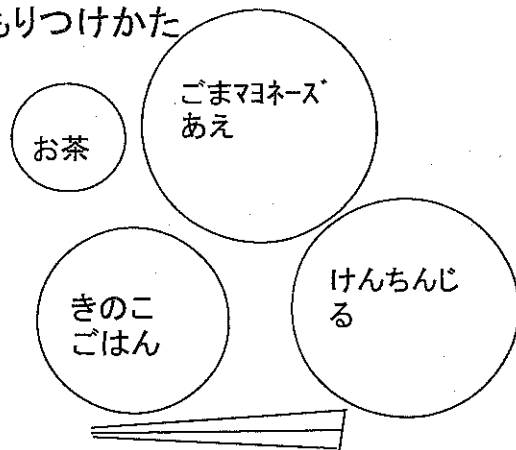 もりつけかた
ごまマヨネーズ
あえ
お茶
けんちんじ
る
きのこ
ごはん